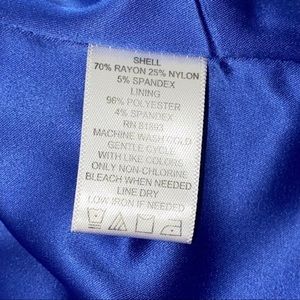 SHELL
70% RAYON 25% NYLON
5% SPANDEX
LINING
96% POLYESTER
4% SPANDEX
RN 81893
MACHINE WASH COLD
GENTLE CYCLE
WITH LIKE COLORS
ONLY NON-CHLORINE
BLEACH WHEN NEEDED
LINE DRY
LOW IRON IF NEEDED